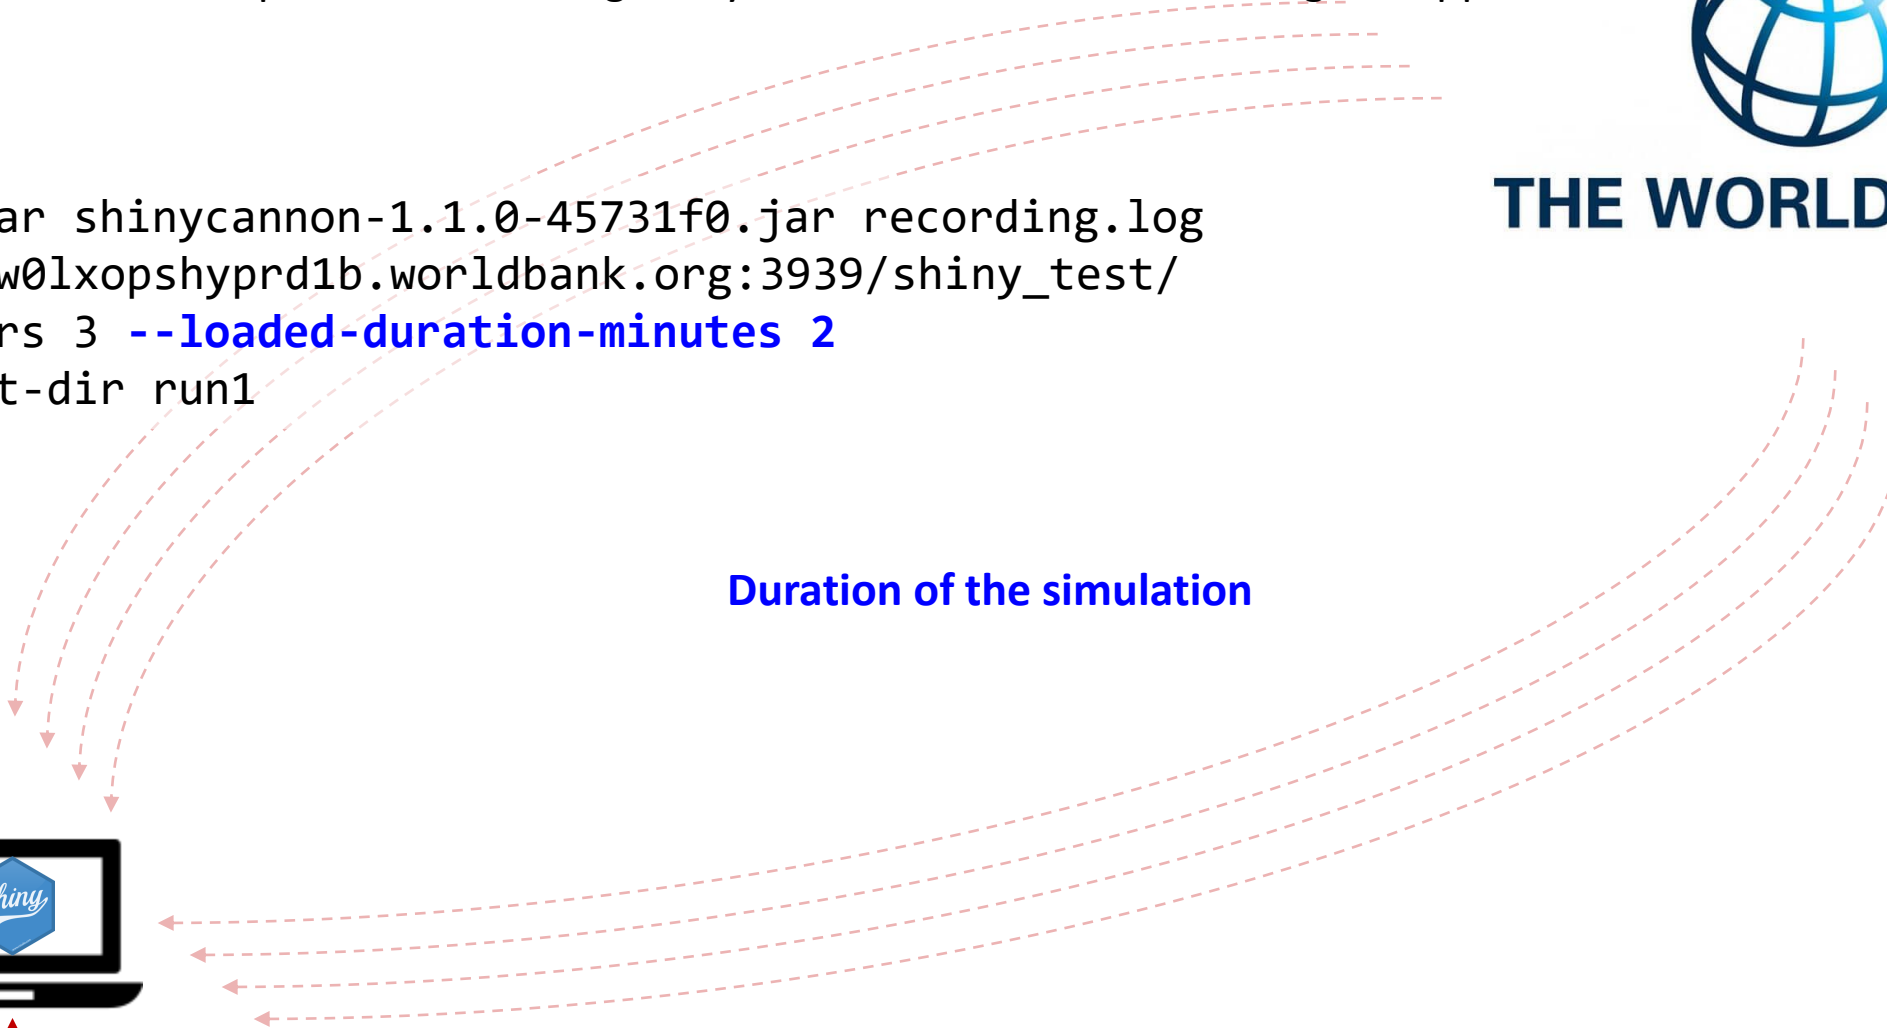 ar shinycannon-1.1.0-45731f0.jar recording.log
w0lxopshyprd1b.worldbank.org:3939/shiny_test/
rs 3 --loaded-duration-minutes 2
t-dir run1
THE WORLD
Duration of the simulation
hiny